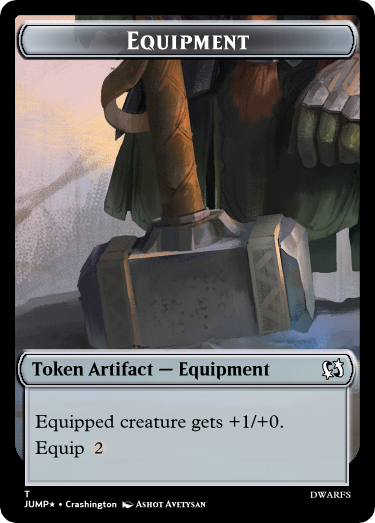 Equipment
Token Artifact — Equipment
Equipped creature gets +1/+0.
Equip 2
T
DWARFS
JUMP★ • Crashington Ashot Avetysan